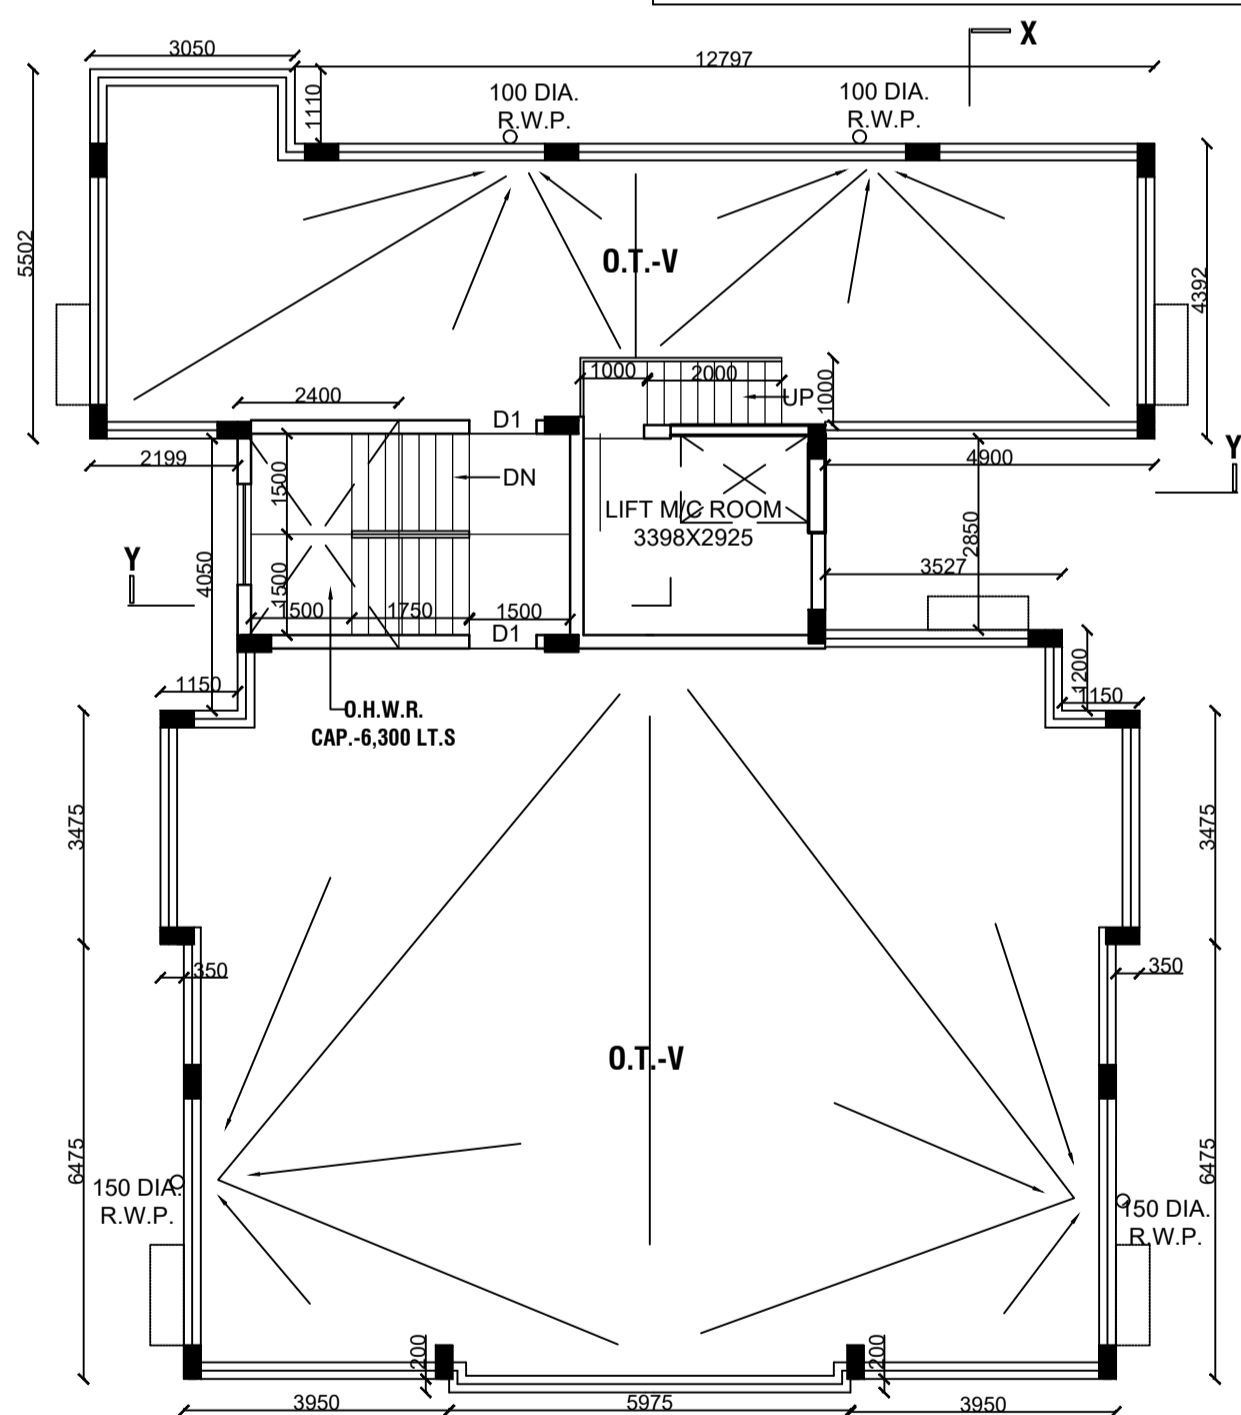 X
3050
12797
1110
100 DIA.
R.W.P.
100 DIA.
R.W.P.
5502
O.T.-V
4392
1000
2000
UP
1000
2400
D1
2199
1500
DN
4900
Y
LIFT M/C ROOM
3398X2925
2850
Y
4050
3527
1500
1500
1750
1500
D1
1200
1150
1150
O.H.W.R.
CAP.-6,300 LT.S
3475
3475
350
350
O.T.-V
6475
6475
150 DIA.
R.W.P.
150 DIA.
R.W.P.
200
200
3950
5975
3950